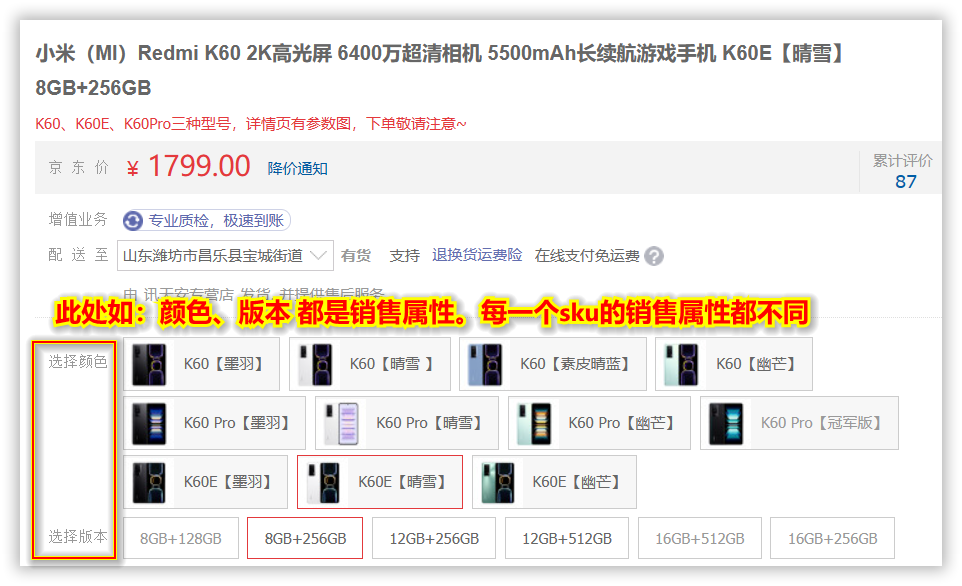 小米（MI）Redmi K60 2K高光屏 6400万超清相机 5500mAh长续航游戏手机 K60E【晴雪】
8GB+256GB
K60、K60E、K60Pro三种型号，详情页有参数图，下单敬请注意~
京 东 价 ￥ 1799.00 降价通知 累计评价
87
增值业务 专业质检，极速到账
配 送 至 山东潍坊市昌乐县宝城街道 有货 支持 退换货运费险 在线支付免运费 ?
由 讯天安专营店 发货, 并提供售后服务
此处如：颜色、版本 都是销售属性。每一个sku的销售属性都不同
选择颜色 K60【墨羽】 K60【晴雪 】 K60【素皮晴蓝】 K60【幽芒】
K60 Pro【墨羽】 K60 Pro【晴雪】 K60 Pro【幽芒】 K60 Pro【冠军版】
K60E【墨羽】 K60E【晴雪】 K60E【幽芒】
选择版本 8GB+128GB 8GB+256GB 12GB+256GB 12GB+512GB 16GB+512GB 16GB+256GB